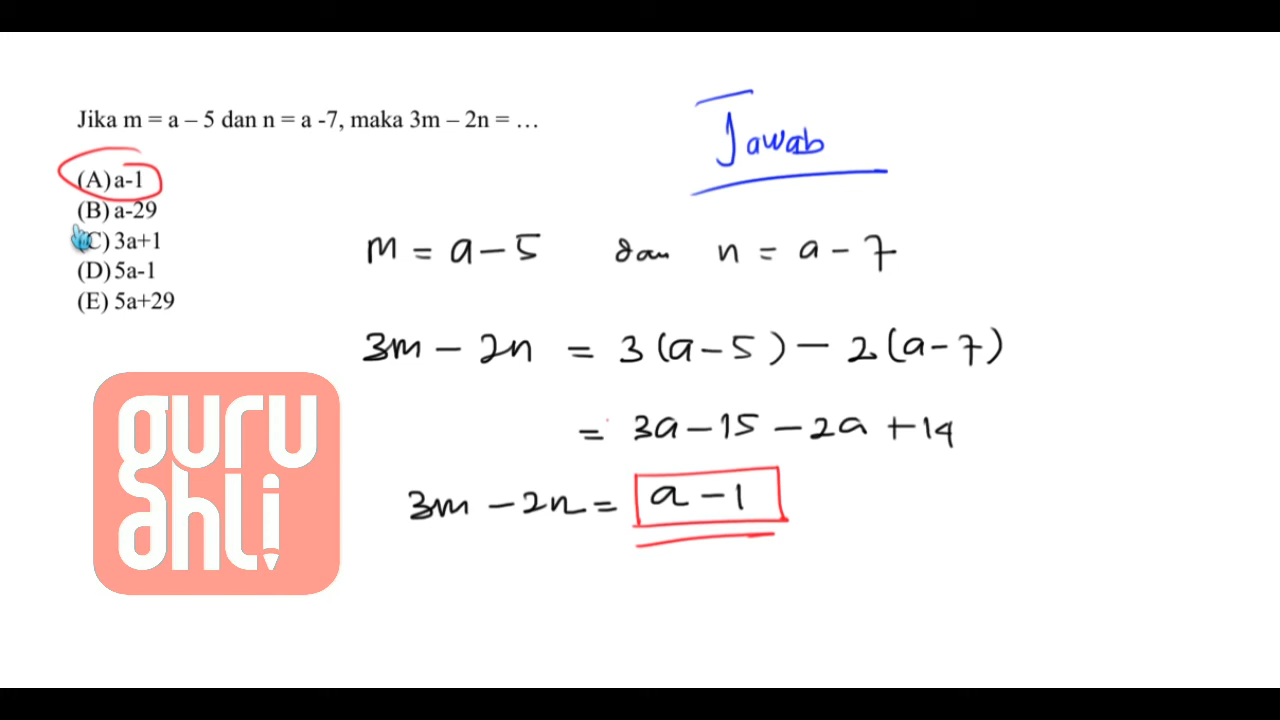 Jika m = a – 5 dan n = a -7, maka 3m – 2n = …
(A) a-1
(B) a-29
(C) 3a+1
(D) 5a-1
(E) 5a+29
Jawab
m = a - 5 dan n = a - 7
3m - 2n = 3(a - 5) - 2(a - 7)
= 3a - 15 - 2a + 14
3m - 2n = a - 1
guru
ahli